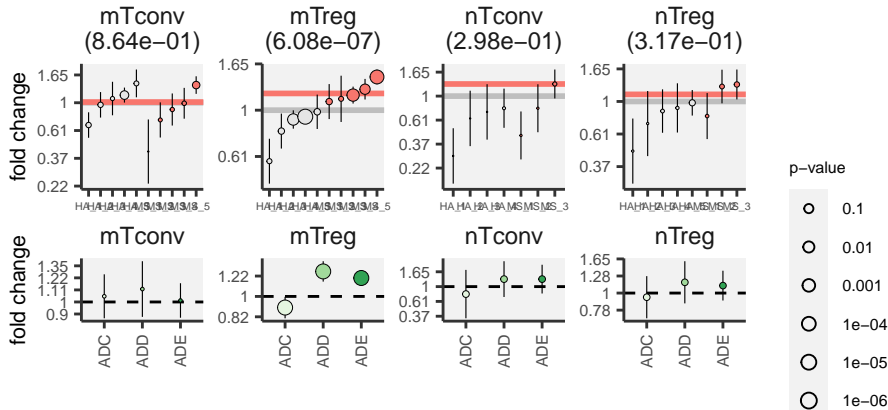 mTconv
(8.64e−01)
mTreg
(6.08e−07)
nTconv
(2.98e−01)
nTreg
(3.17e−01)
fold change
1.65
1
0.61
0.37
0.22
1.65
1
0.61
1.65
1
0.61
0.37
0.22
1.65
1
0.61
0.37
mTconv
mTreg
nTconv
nTreg
fold change
1.35
1.22
1.11
1
0.9
1.22
1
0.82
1.65
1
0.61
0.37
1.65
1.28
1
0.78
ADC
ADD
ADE
ADC
ADD
ADE
ADC
ADD
ADE
ADC
ADD
ADE
p−value
0.1
0.01
0.001
1e−04
1e−05
1e−06